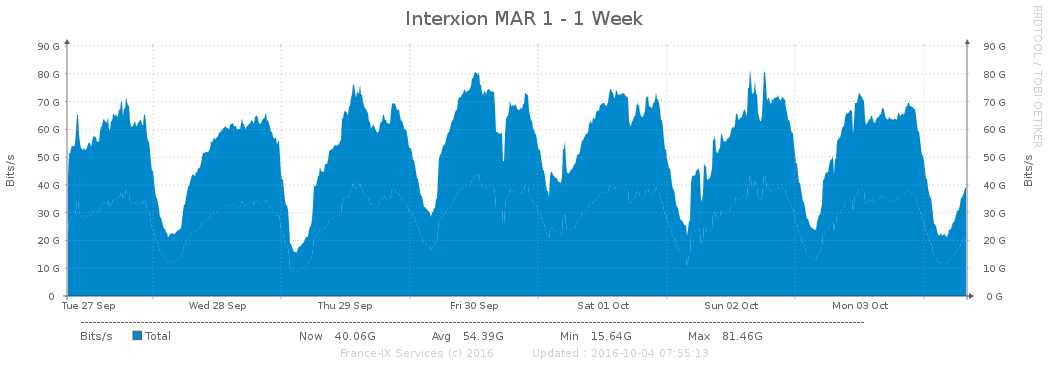 Interxion MAR 1 - 1 Week
RRDTOOL / TOBI OETIKER
90 G 90 G
80 G 80 G
70 G 70 G
60 G 60 G
50 G 50 G
40 G 40 G
30 G 30 G
20 G 20 G
10 G 10 G
0 0 G
Bits/s
Bits/s
Tue 27 Sep Wed 28 Sep Thu 29 Sep Fri 30 Sep Sat 01 Oct Sun 02 Oct Mon 03 Oct
Bits/s Total Now 40.06G Avg 54.39G Min 15.64G Max 81.46G
France-IX Services (c) 2016 Updated : 2016-10-04 07:55:13